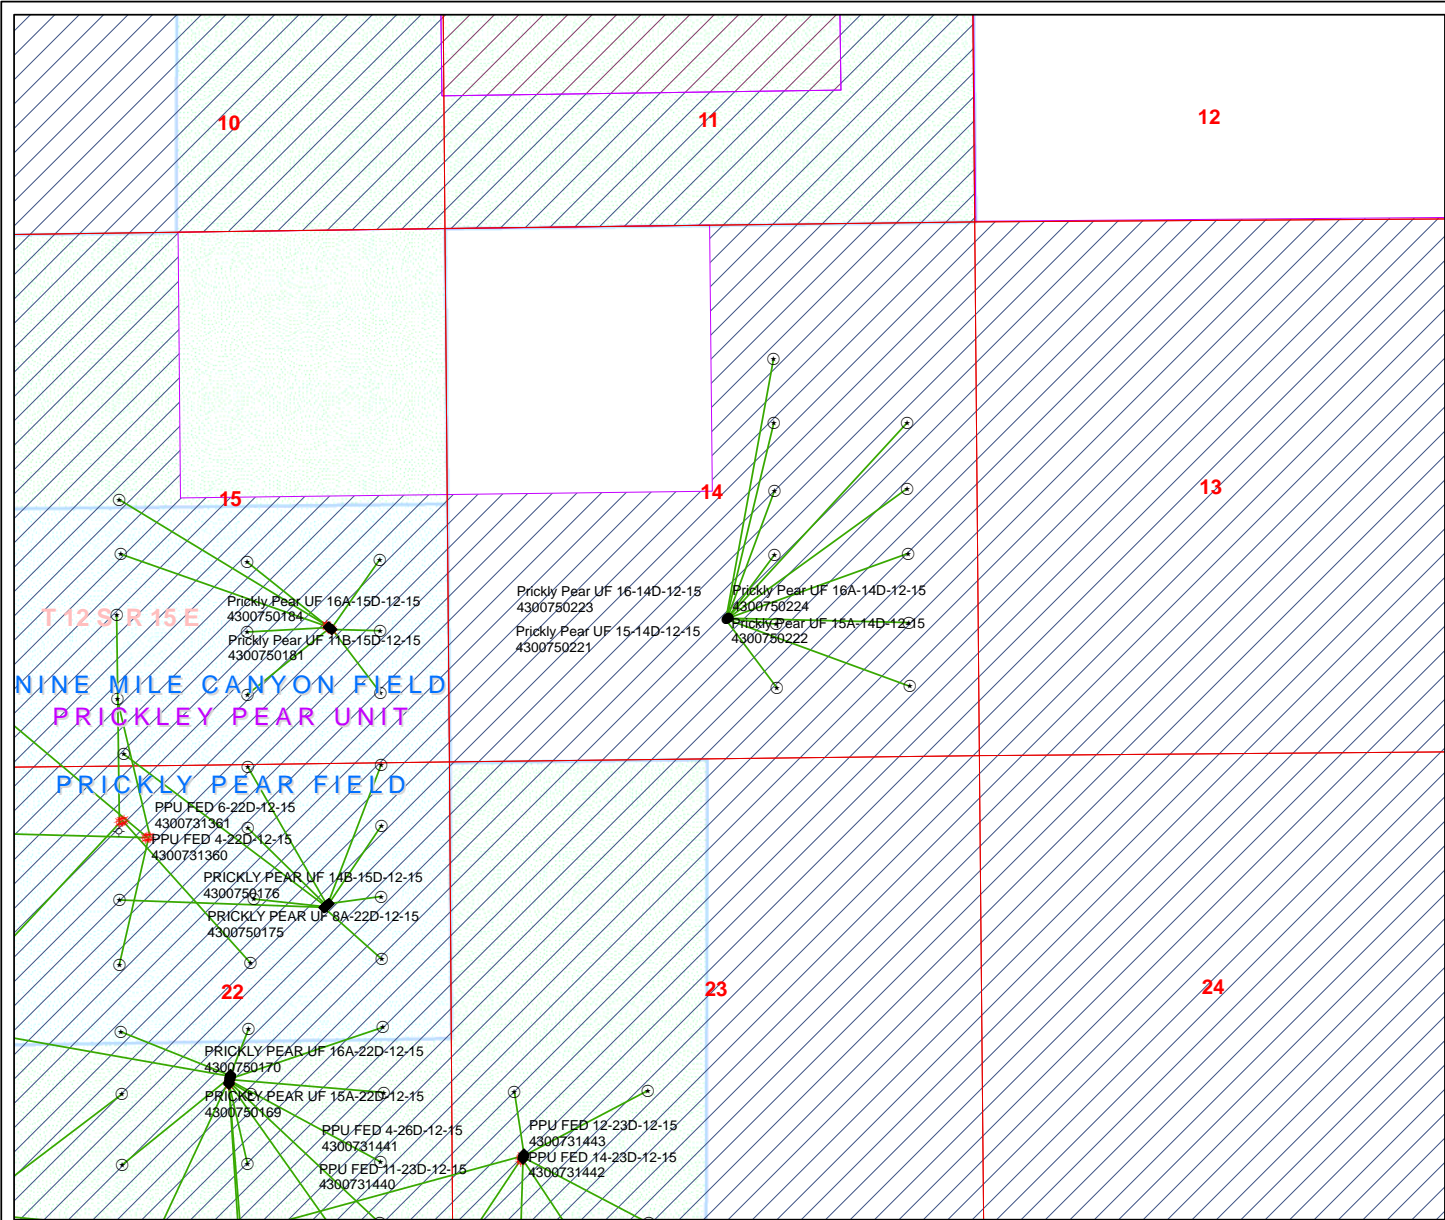 10
11
12
15
14
13
Prickly Pear UF 16-14D-12-15
4300750223
Prickly Pear UF 16A-14D-12-15
4300750224
Prickly Pear UF 15-14D-12-15
4300750221
Prickly Pear UF 15A-14D-12-15
4300750222
Prickly Pear UF 16A-15D-12-15
4300750184
T 12 S R 15 E
Prickly Pear UF 11B-15D-12-15
4300750181
NINE MILE CANYON FIELD
PRICKLEY PEAR UNIT
PRICKLY PEAR FIELD
PPU FED 6-22D-12-15
4300731361
PPU FED 4-22D-12-15
4300731360
PRICKLY PEAR UF 14B-15D-12-15
4300750176
PRICKLY PEAR UF 8A-22D-12-15
4300750175
22
23
24
PRICKLY PEAR UF 16A-22D-12-15
4300750170
PRICKLY PEAR UF 15A-22D-12-15
4300750169
PPU FED 4-26D-12-15
4300731441
PPU FED 11-23D-12-15
4300731440
PPU FED 12-23D-12-15
4300731443
PPU FED 14-23D-12-15
4300731442